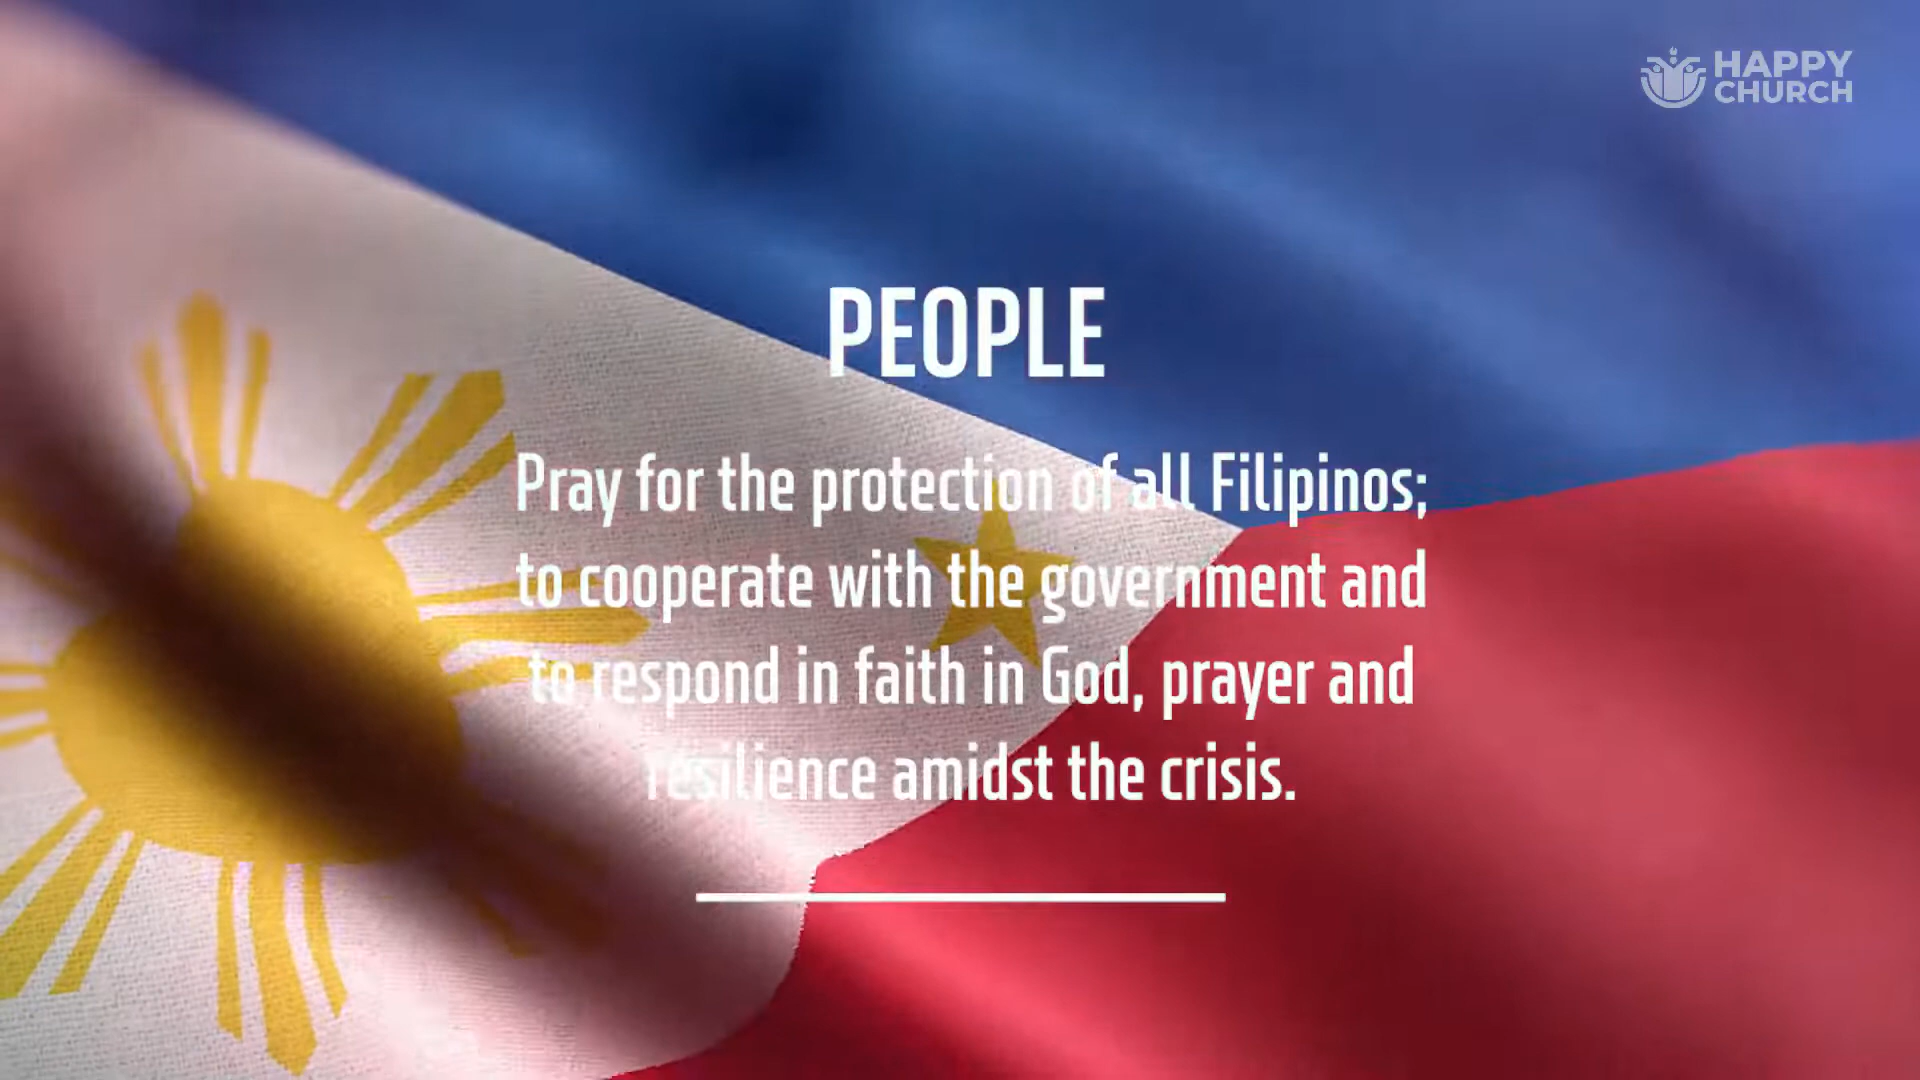 HAPPY
CHURCH
PEOPLE
Pray for the protection of all Filipinos;
to cooperate with the government and
to respond in faith in God, prayer and
resilience amidst the crisis.